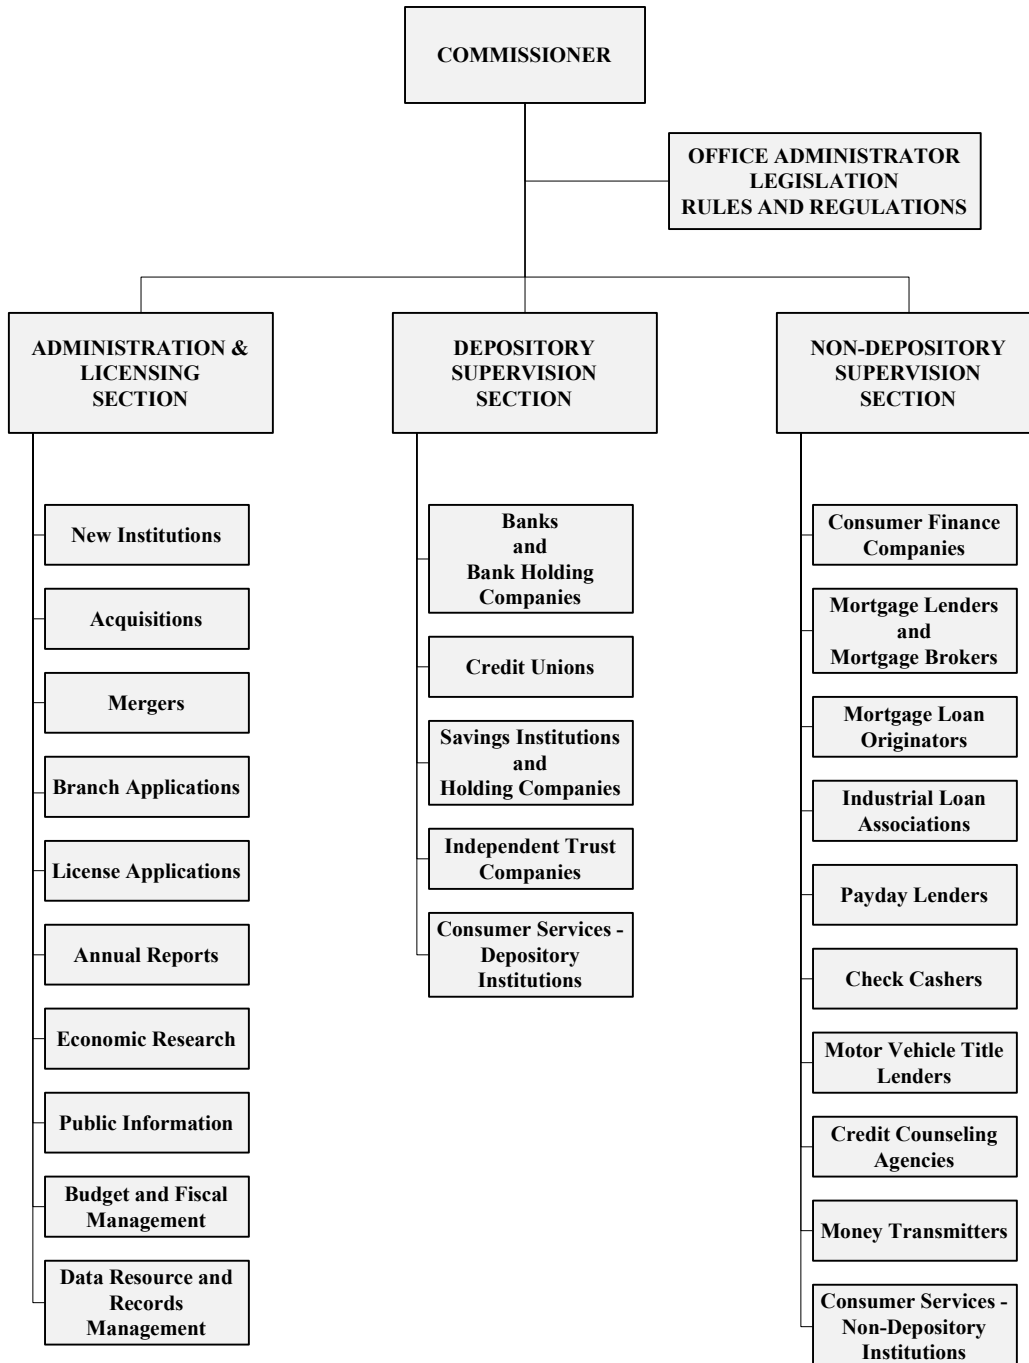 COMMISSIONER
OFFICE ADMINISTRATOR
LEGISLATION
RULES AND REGULATIONS
ADMINISTRATION &
LICENSING
SECTION
New Institutions
Acquisitions
Mergers
Branch Applications
License Applications
Annual Reports
Economic Research
Public Information
Budget and Fiscal
Management
Data Resource and
Records
Management
DEPOSITORY
SUPERVISION
SECTION
Banks
and
Bank Holding
Companies
Credit Unions
Savings Institutions
and
Holding Companies
Independent Trust
Companies
Consumer Services -
Depository
Institutions
NON-DEPOSITORY
SUPERVISION
SECTION
Consumer Finance
Companies
Mortgage Lenders
and
Mortgage Brokers
Mortgage Loan
Originators
Industrial Loan
Associations
Payday Lenders
Check Cashers
Motor Vehicle Title
Lenders
Credit Counseling
Agencies
Money Transmitters
Consumer Services -
Non-Depository
Institutions